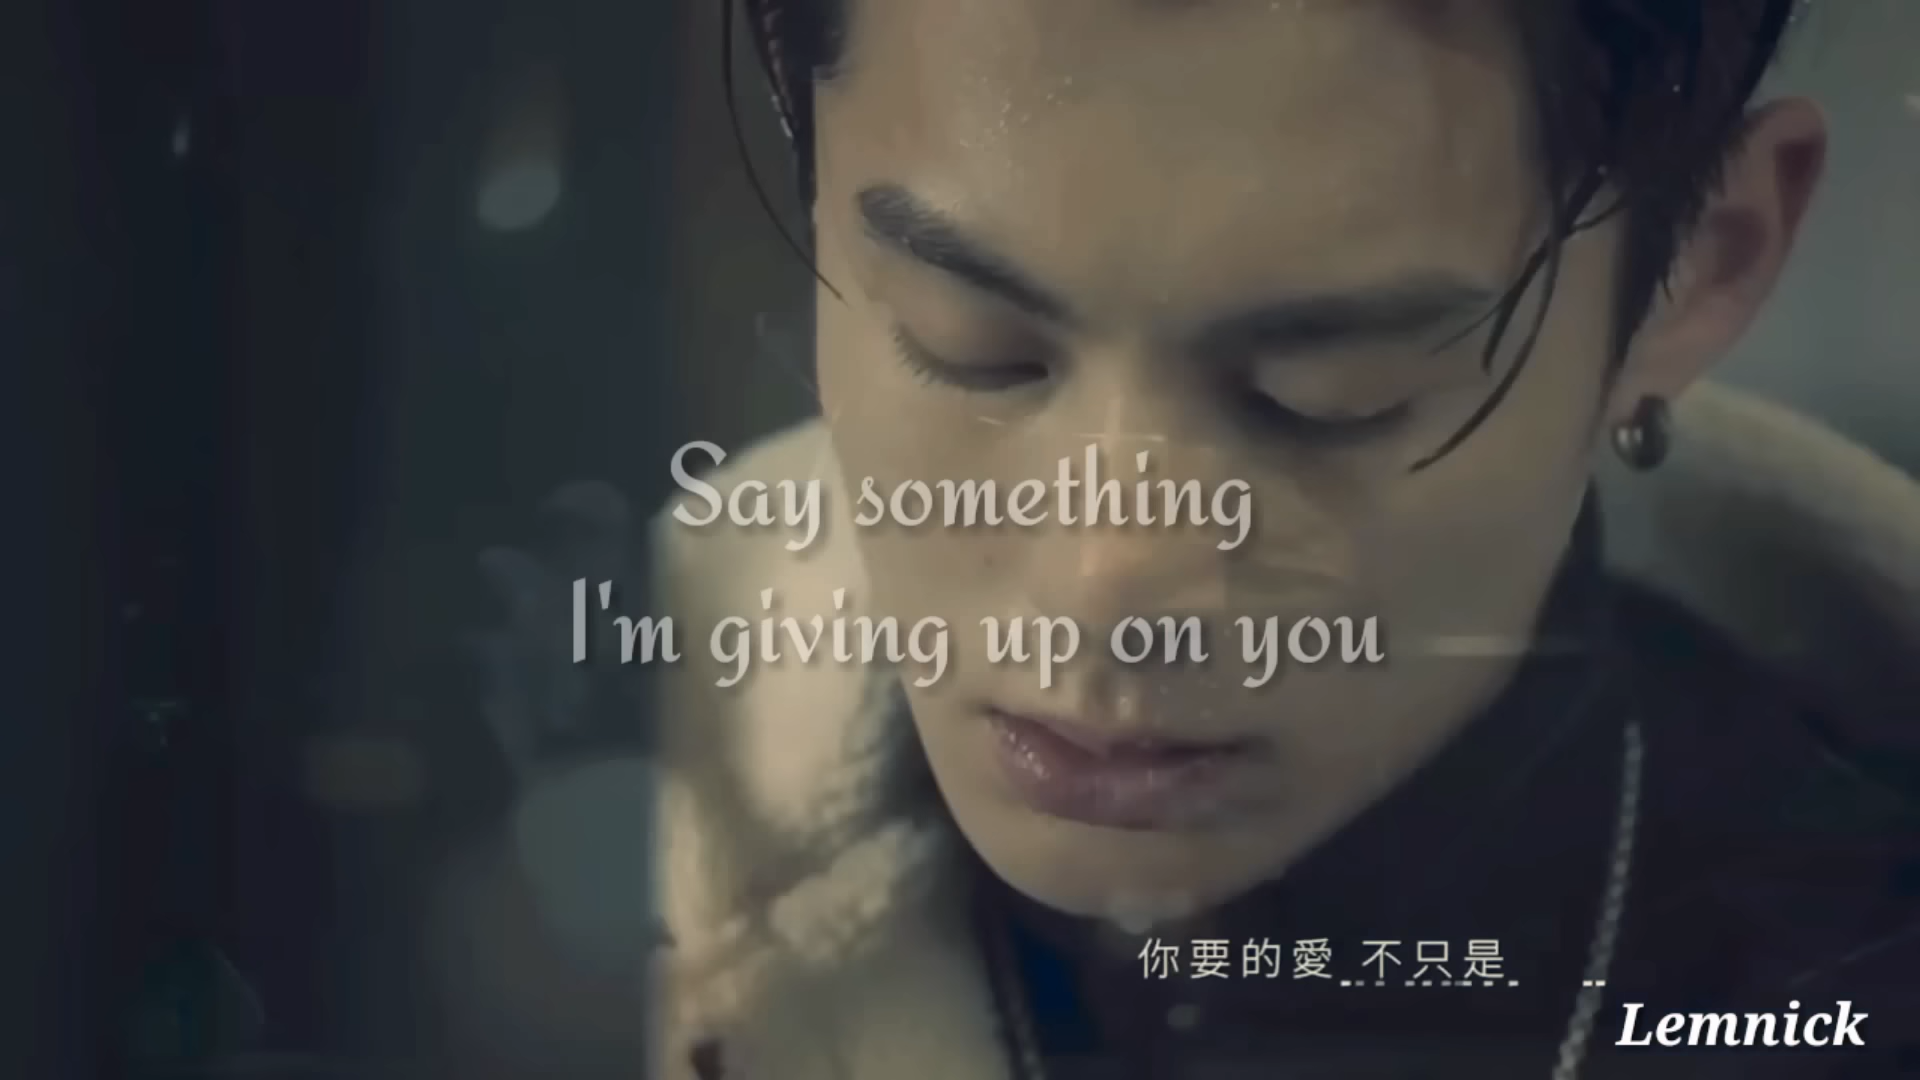 Say something
I'm giving up on you
你要的愛 不只是
Lemnick